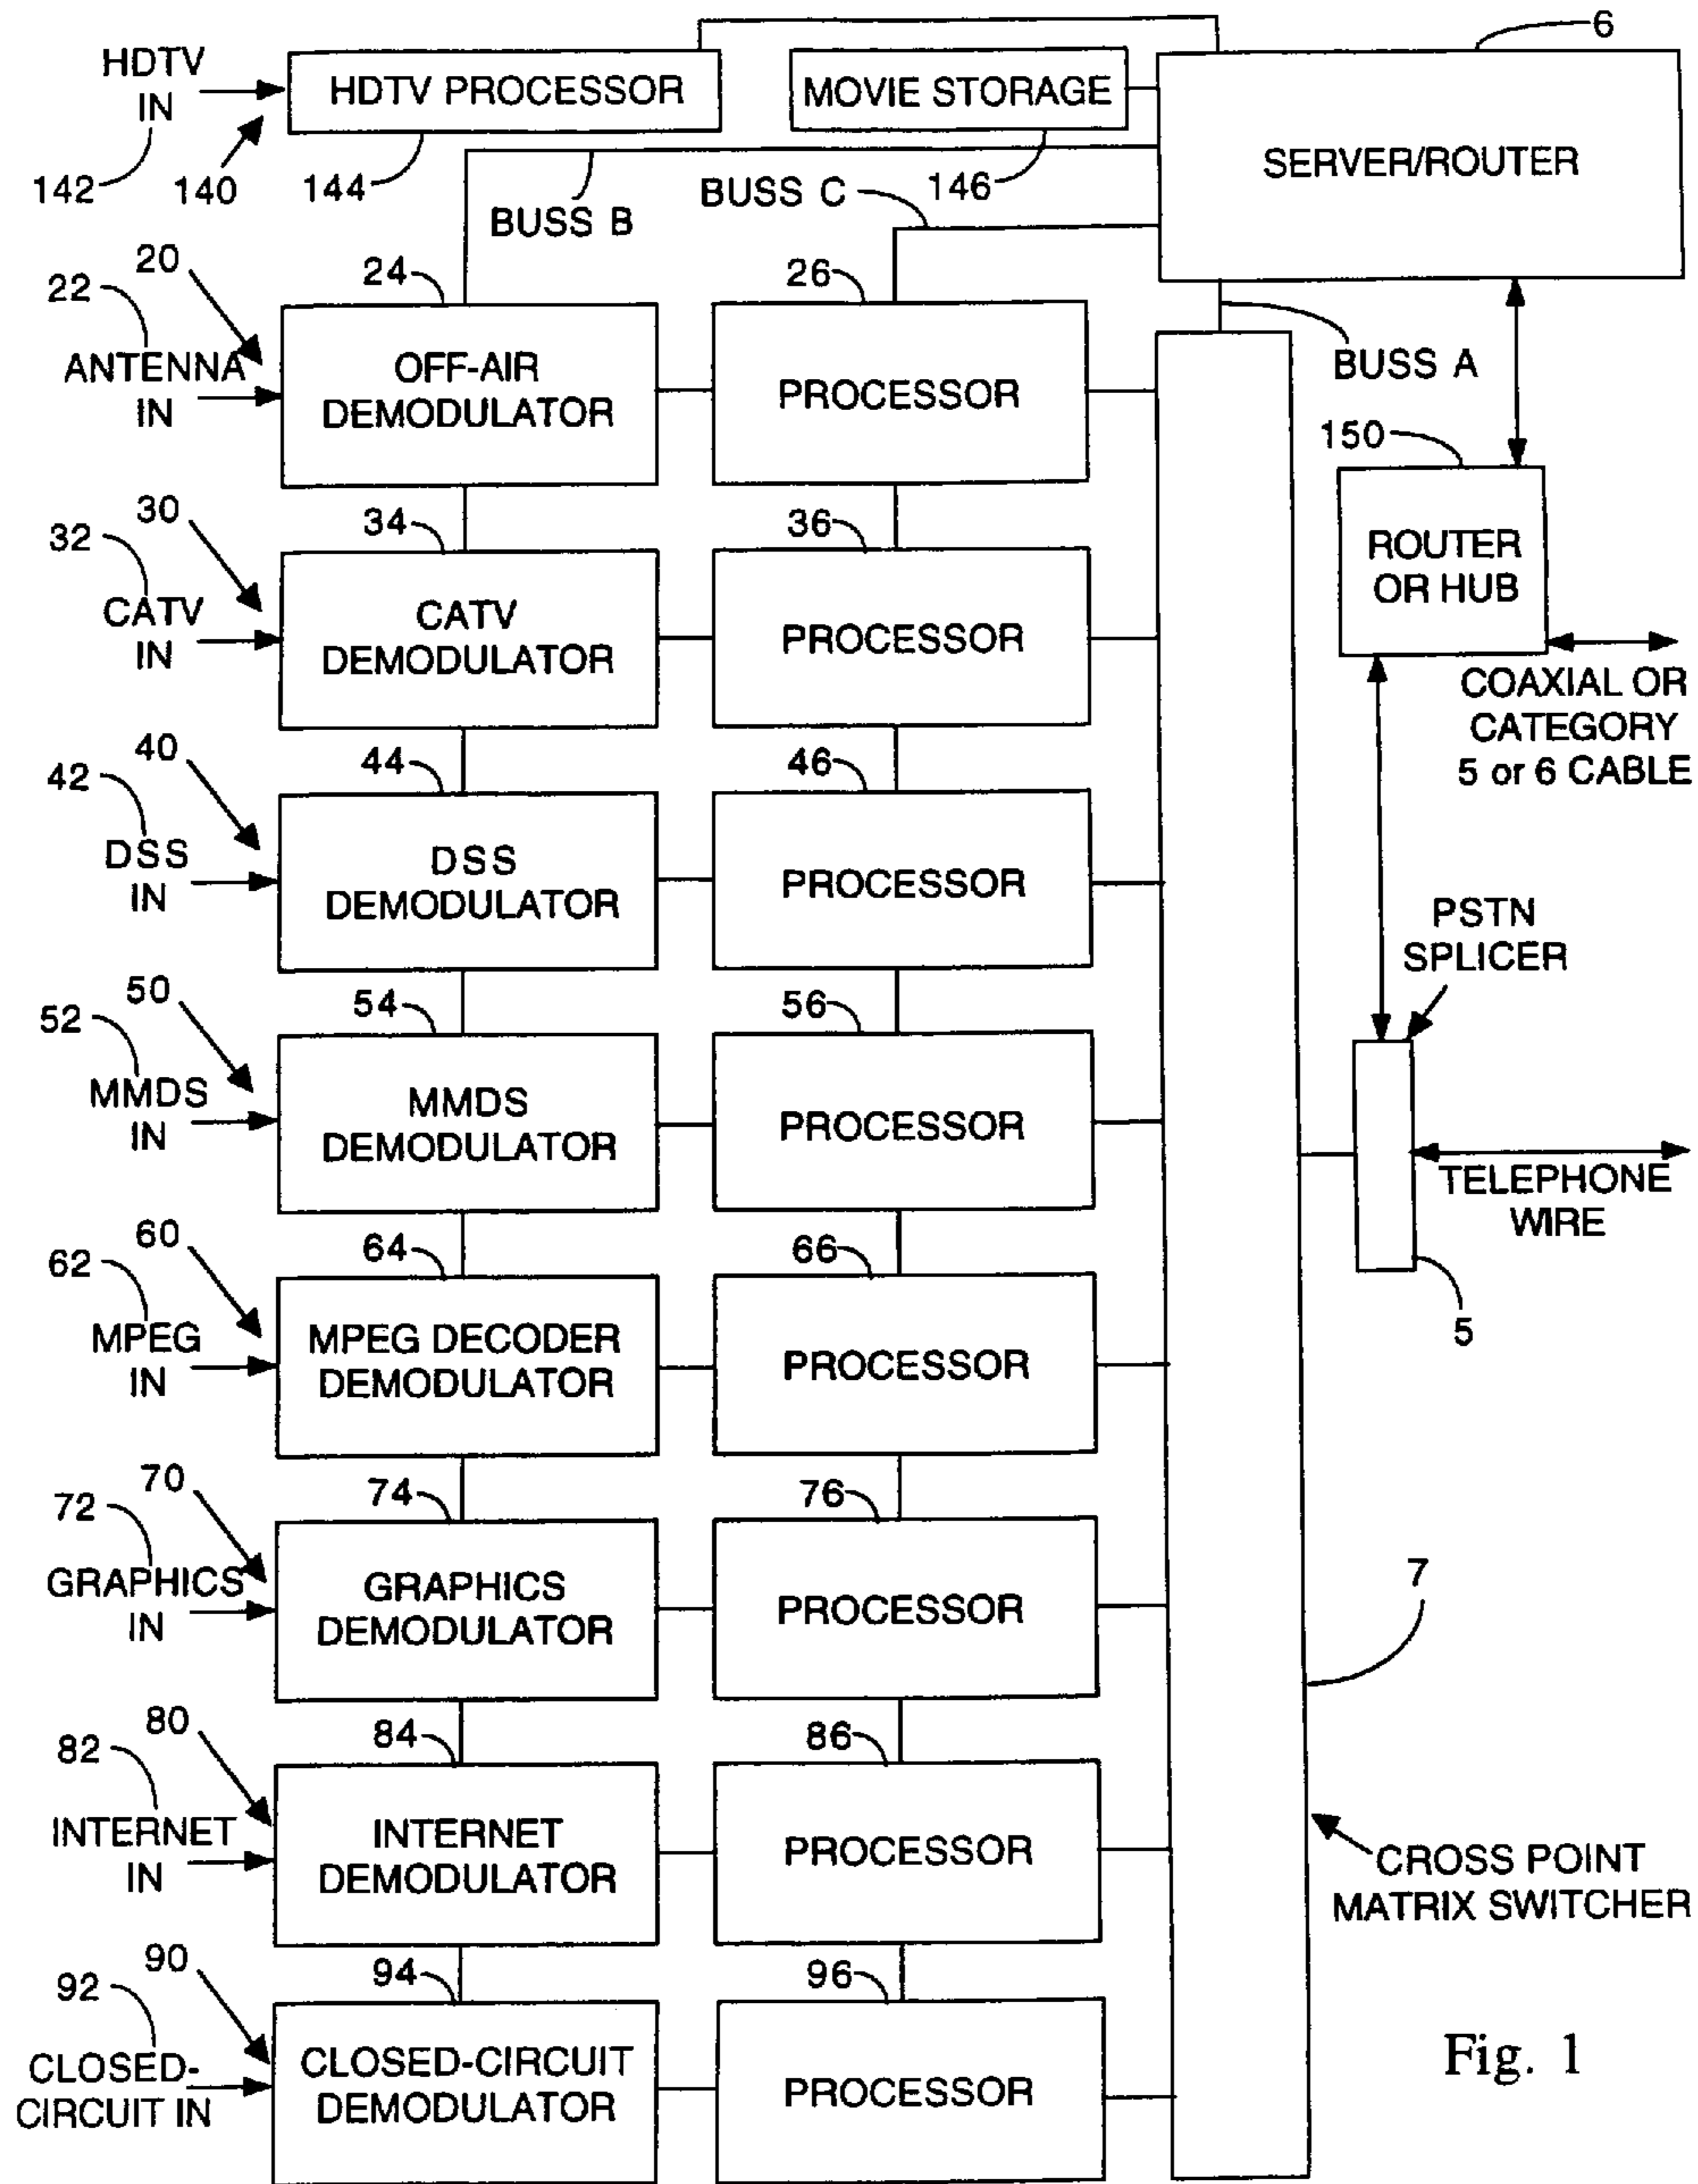 6
HDTV
IN
HDTV PROCESSOR
MOVIE STORAGE
SERVER/ROUTER
142
140
144
146
BUSS B
BUSS C
BUSS A
20
22
24
26
ANTENNA
IN
OFF-AIR
DEMODULATOR
PROCESSOR
150
ROUTER
OR HUB
30
32
34
36
CATV
IN
CATV
DEMODULATOR
PROCESSOR
COAXIAL OR
CATEGORY
5 or 6 CABLE
40
42
44
46
DSS
IN
DSS
DEMODULATOR
PROCESSOR
PSTN
SPLICER
50
52
54
56
MMDS
IN
MMDS
DEMODULATOR
PROCESSOR
TELEPHONE
WIRE
5
60
62
64
66
MPEG
IN
MPEG DECODER
DEMODULATOR
PROCESSOR
70
72
74
76
GRAPHICS
IN
GRAPHICS
DEMODULATOR
PROCESSOR
7
80
82
84
86
INTERNET
IN
INTERNET
DEMODULATOR
PROCESSOR
CROSS POINT
MATRIX SWITCHER
90
92
94
96
CLOSED-
CIRCUIT IN
CLOSED-CIRCUIT
DEMODULATOR
PROCESSOR
Fig. 1